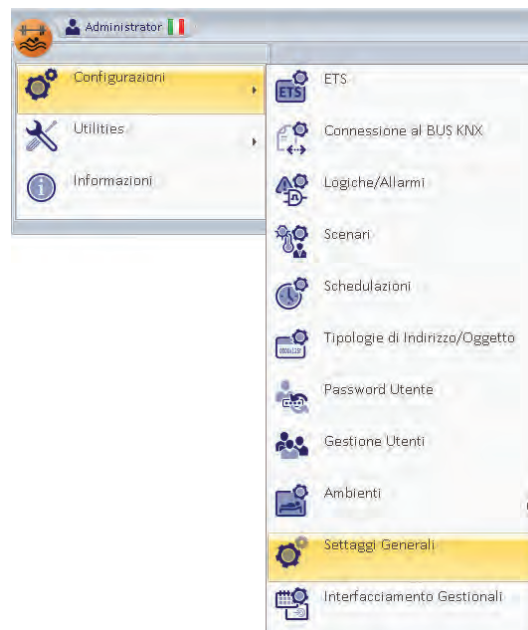 Administrator
Configurazioni
Utilities
Informazioni
ETS
ETS
Connessione al BUS KNX
Logiche/Allarmi
Scenari
Schedulazioni
Tipologie di Indirizzo/Oggetto
Password Utente
Gestione Utenti
Ambienti
Settaggi Generali
Interfacciamento Gestionali